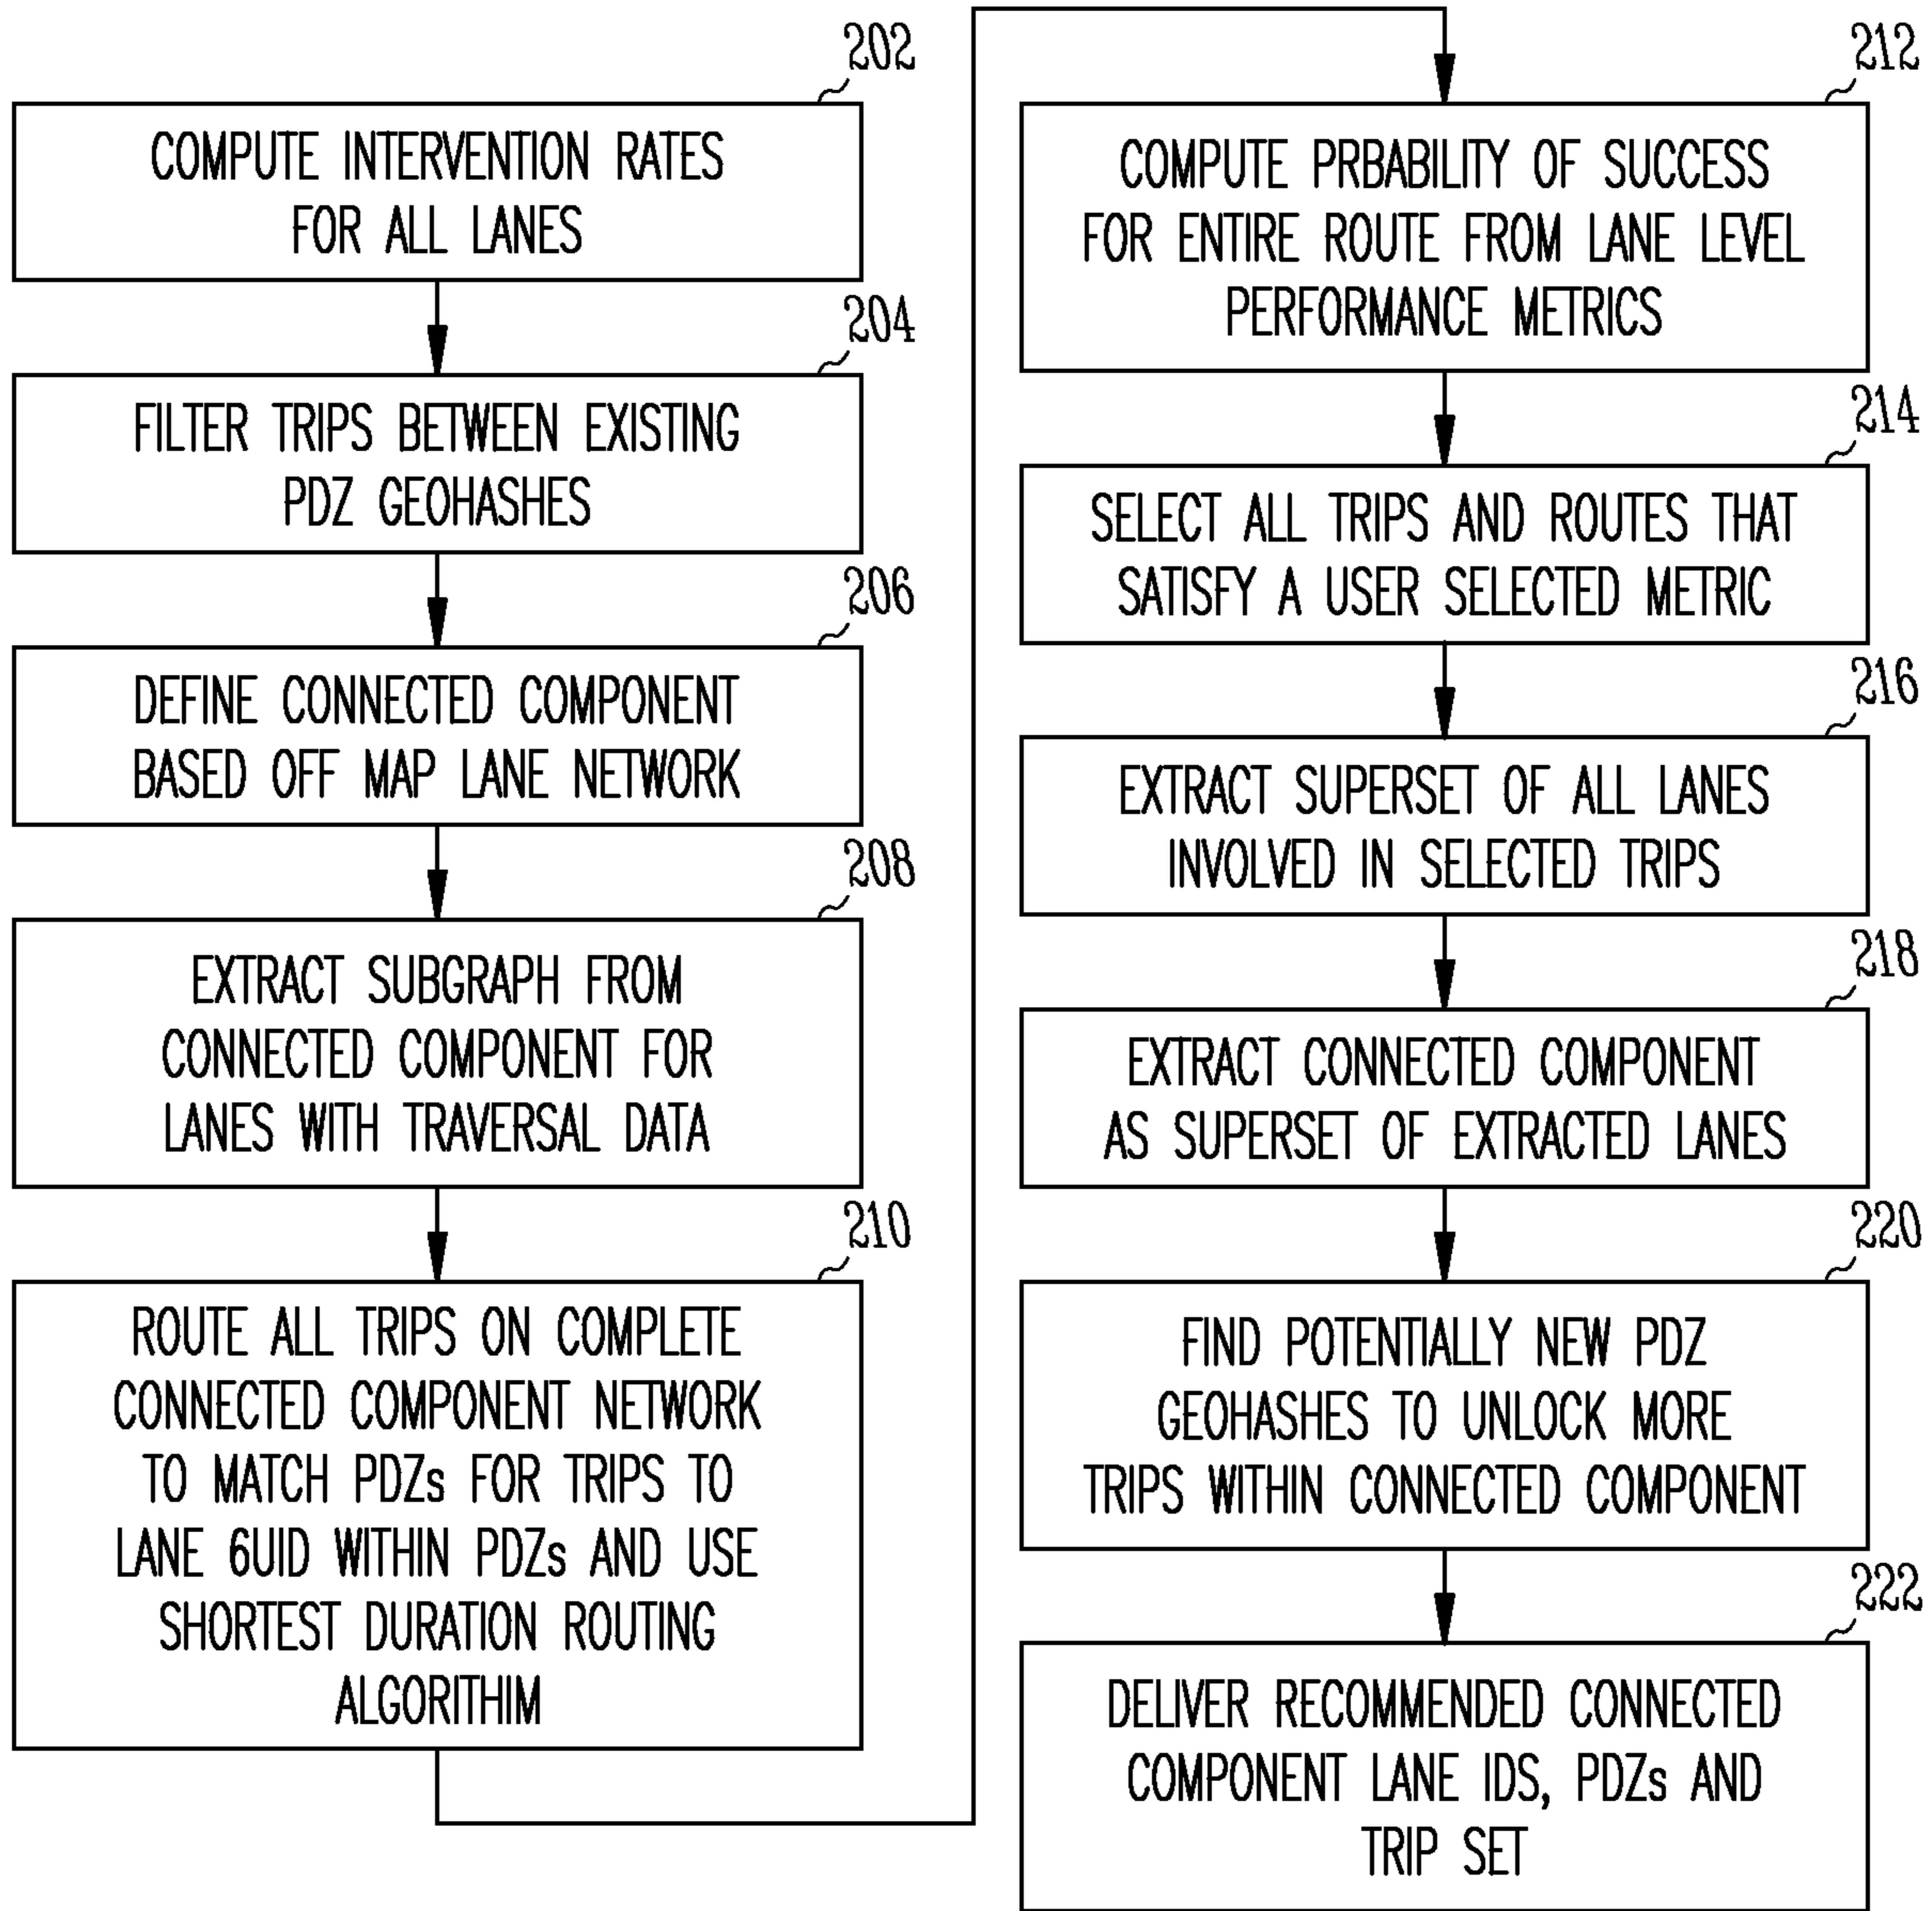 202
COMPUTE INTERVENTION RATES
FOR ALL LANES
204
FILTER TRIPS BETWEEN EXISTING
PDZ GEOHASHES
206
DEFINE CONNECTED COMPONENT
BASED OFF MAP LANE NETWORK
208
EXTRACT SUBGRAPH FROM
CONNECTED COMPONENT FOR
LANES WITH TRAVERSAL DATA
210
ROUTE ALL TRIPS ON COMPLETE
CONNECTED COMPONENT NETWORK
TO MATCH PDZs FOR TRIPS TO
LANE 6UID WITHIN PDZs AND USE
SHORTEST DURATION ROUTING
ALGORITHIM
212
COMPUTE PRBABILITY OF SUCCESS
FOR ENTIRE ROUTE FROM LANE LEVEL
PERFORMANCE METRICS
214
SELECT ALL TRIPS AND ROUTES THAT
SATISFY A USER SELECTED METRIC
216
EXTRACT SUPERSET OF ALL LANES
INVOLVED IN SELECTED TRIPS
218
EXTRACT CONNECTED COMPONENT
AS SUPERSET OF EXTRACTED LANES
220
FIND POTENTIALLY NEW PDZ
GEOHASHES TO UNLOCK MORE
TRIPS WITHIN CONNECTED COMPONENT
222
DELIVER RECOMMENDED CONNECTED
COMPONENT LANE IDS, PDZs AND
TRIP SET